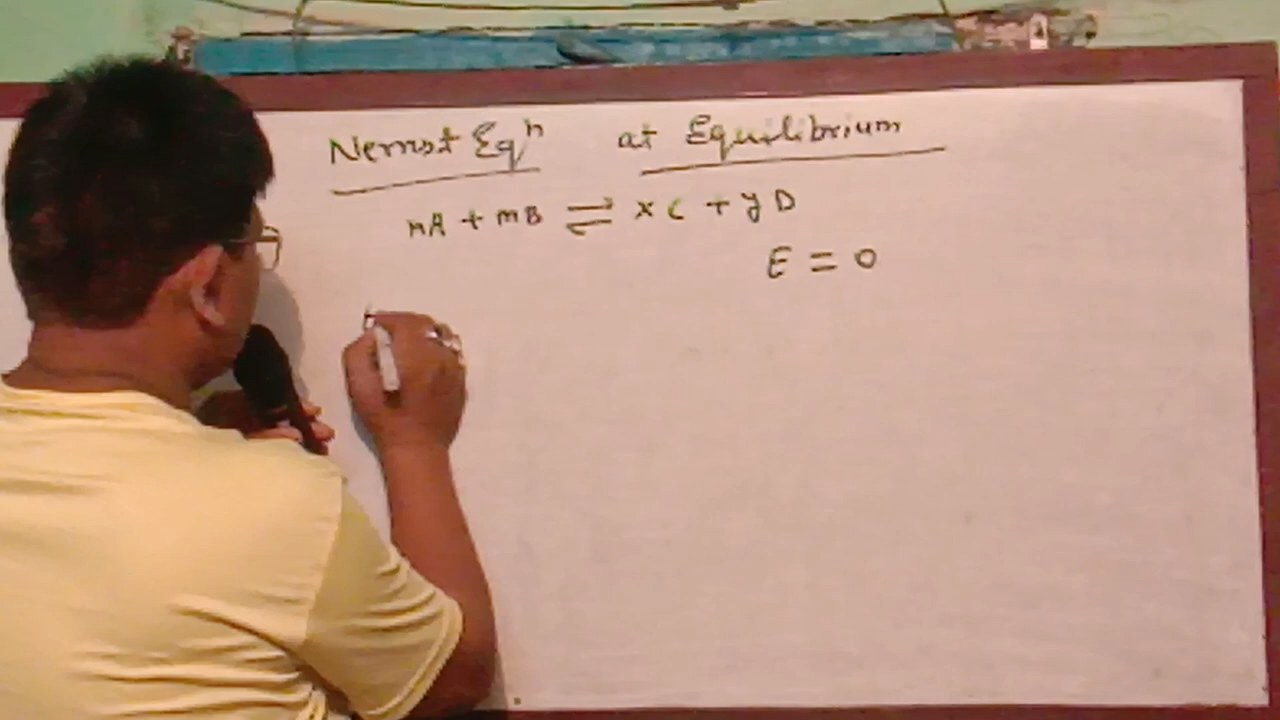 Nernst Eqⁿ at Equilibrium
nA + mB ⇌ xC + yD
E = 0